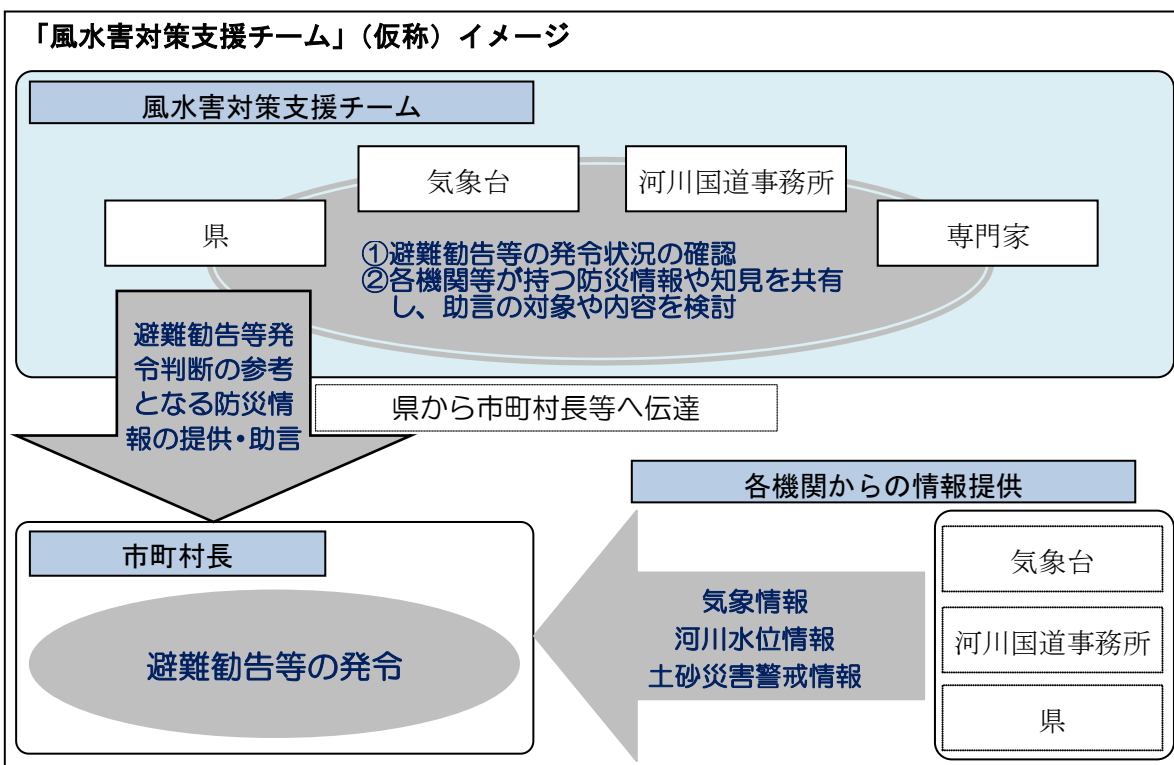 「風水害対策支援チーム」（仮称）イメージ
風水害対策支援チーム
県
気象台
河川国道事務所
専門家
①避難勧告等の発令状況の確認
②各機関等が持つ防災情報や知見を共有
し、助言の対象や内容を検討
避難勧告等発
令判断の参考
となる防災情
報の提供・助言
県から市町村長等へ伝達
市町村長
避難勧告等の発令
各機関からの情報提供
気象情報
河川水位情報
土砂災害警戒情報
気象台
河川国道事務所
県